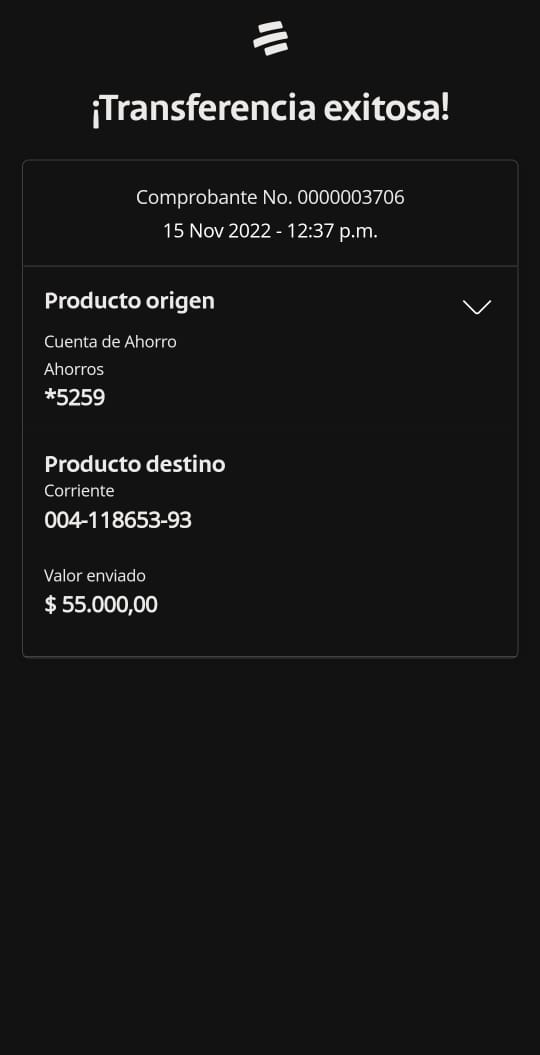 ¡Transferencia exitosa!
Comprobante No. 0000003706
15 Nov 2022 - 12:37 p.m.
Producto origen
Cuenta de Ahorro
Ahorros
*5259
Producto destino
Corriente
004-118653-93
Valor enviado
$ 55.000,00